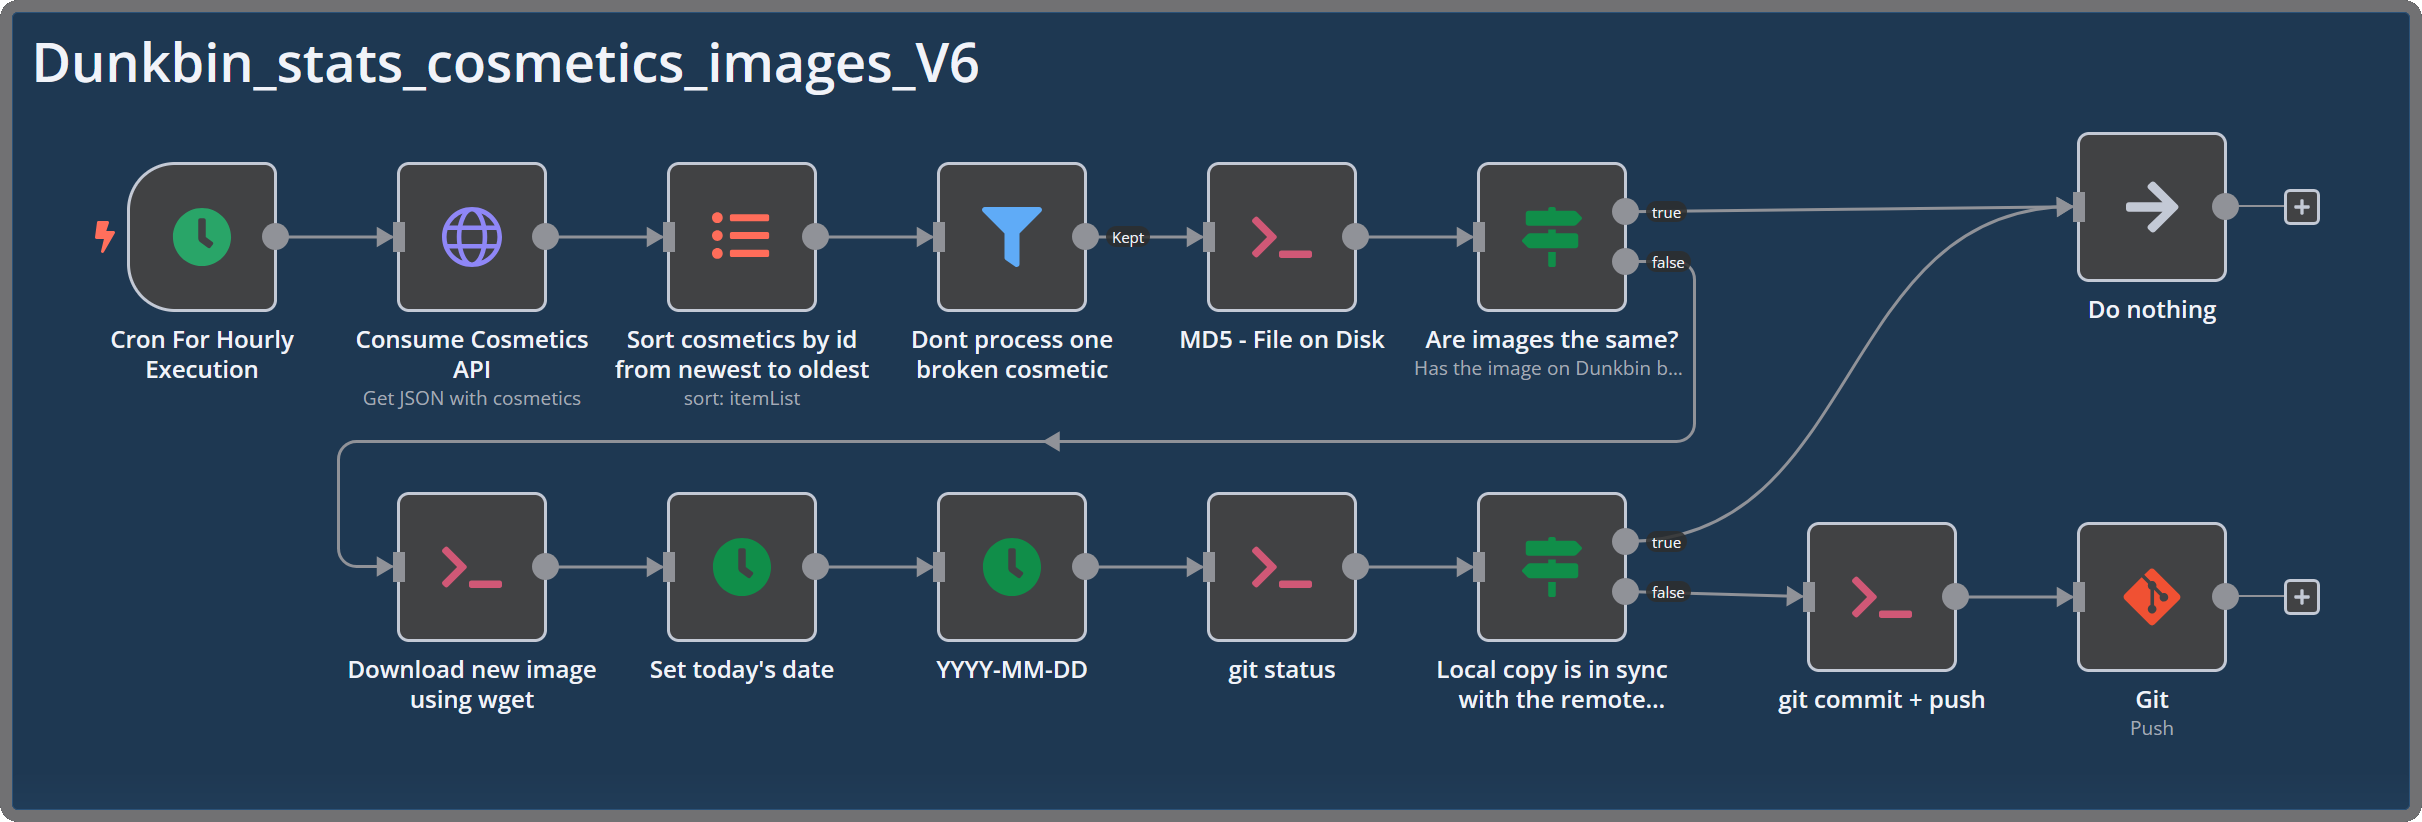 Dunkbin_stats_cosmetics_images_V6
Cron For Hourly
Execution
Consume Cosmetics
API
Get JSON with cosmetics
Sort cosmetics by id
from newest to oldest
sort: itemList
Dont process one
broken cosmetic
Kept
MD5 - File on Disk
Are images the same?
Has the image on Dunkbin b...
true
false
Do nothing
Download new image
using wget
Set today's date
YYYY-MM-DD
git status
Local copy is in sync
with the remote...
true
false
git commit + push
Git
Push